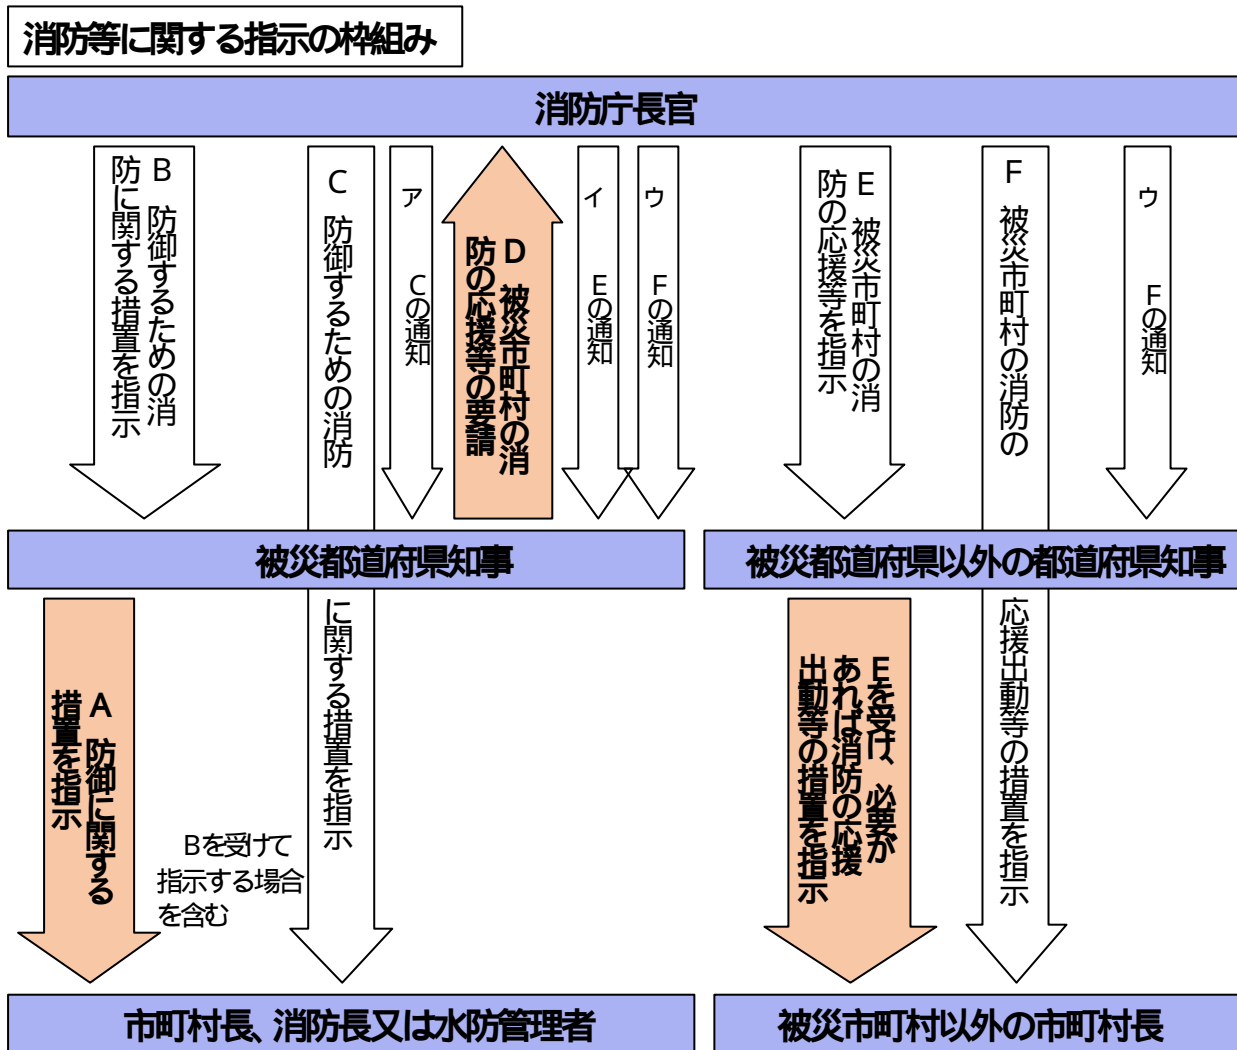 消防等に関する指示の枠組み
消防庁長官
B 防御するための消
防に関する措置を指示
C 防御するための消防
に関する措置を指示
ア Cの通知
D 被災市町村の消
防の応援等の要請
イ Eの通知
ウ Fの通知
E 被災市町村の消
防の応援等を指示
F 被災市町村の消防の
応援出動等の措置を指示
ウ Fの通知
被災都道府県知事
被災都道府県以外の都道府県知事
A 防御に関する
措置を指示
Bを受けて
指示する場合
を含む
Eを受け、必要が
あれば消防の応援
出動等の措置を指示
市町村長、消防長又は水防管理者
被災市町村以外の市町村長